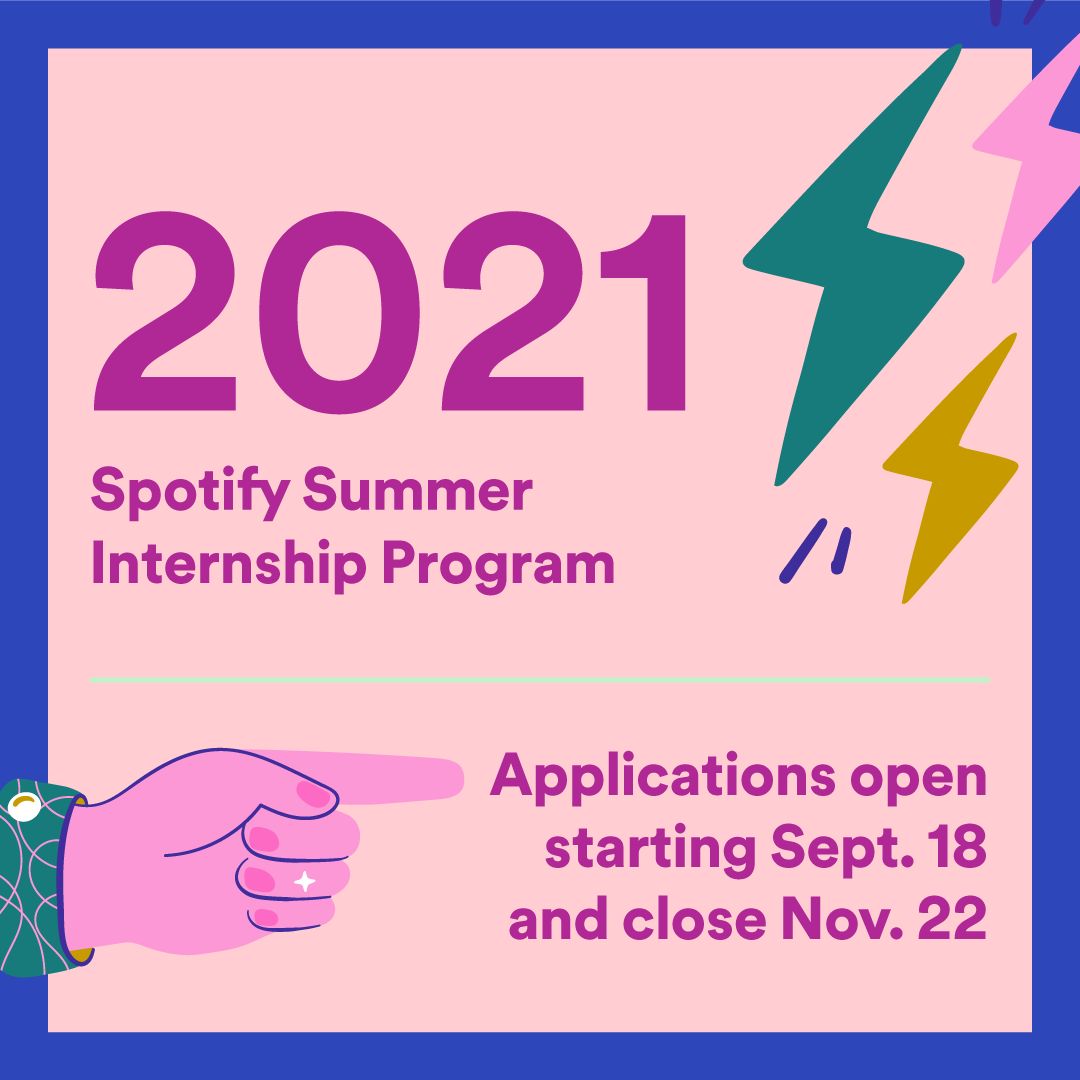 2021
Spotify Summer
Internship Program
Applications open
starting Sept. 18
and close Nov. 22